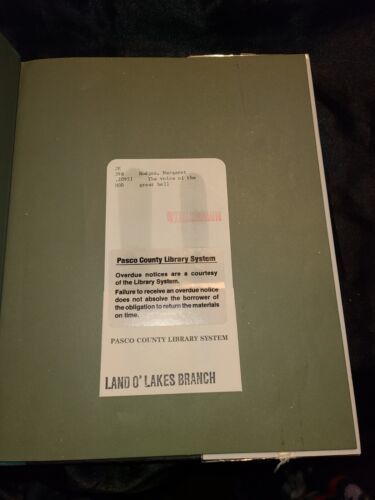 Hodges, Margaret
The voice of the
great bell
WITHDRAWN
Pasco County Library System
Overdue notices are a courtesy
of the Library System.
Failure to receive an overdue notice
does not absolve the borrower of
the obligation to return the materials
on time.
PASCO COUNTY LIBRARY SYSTEM
LAND O' LAKES BRANCH